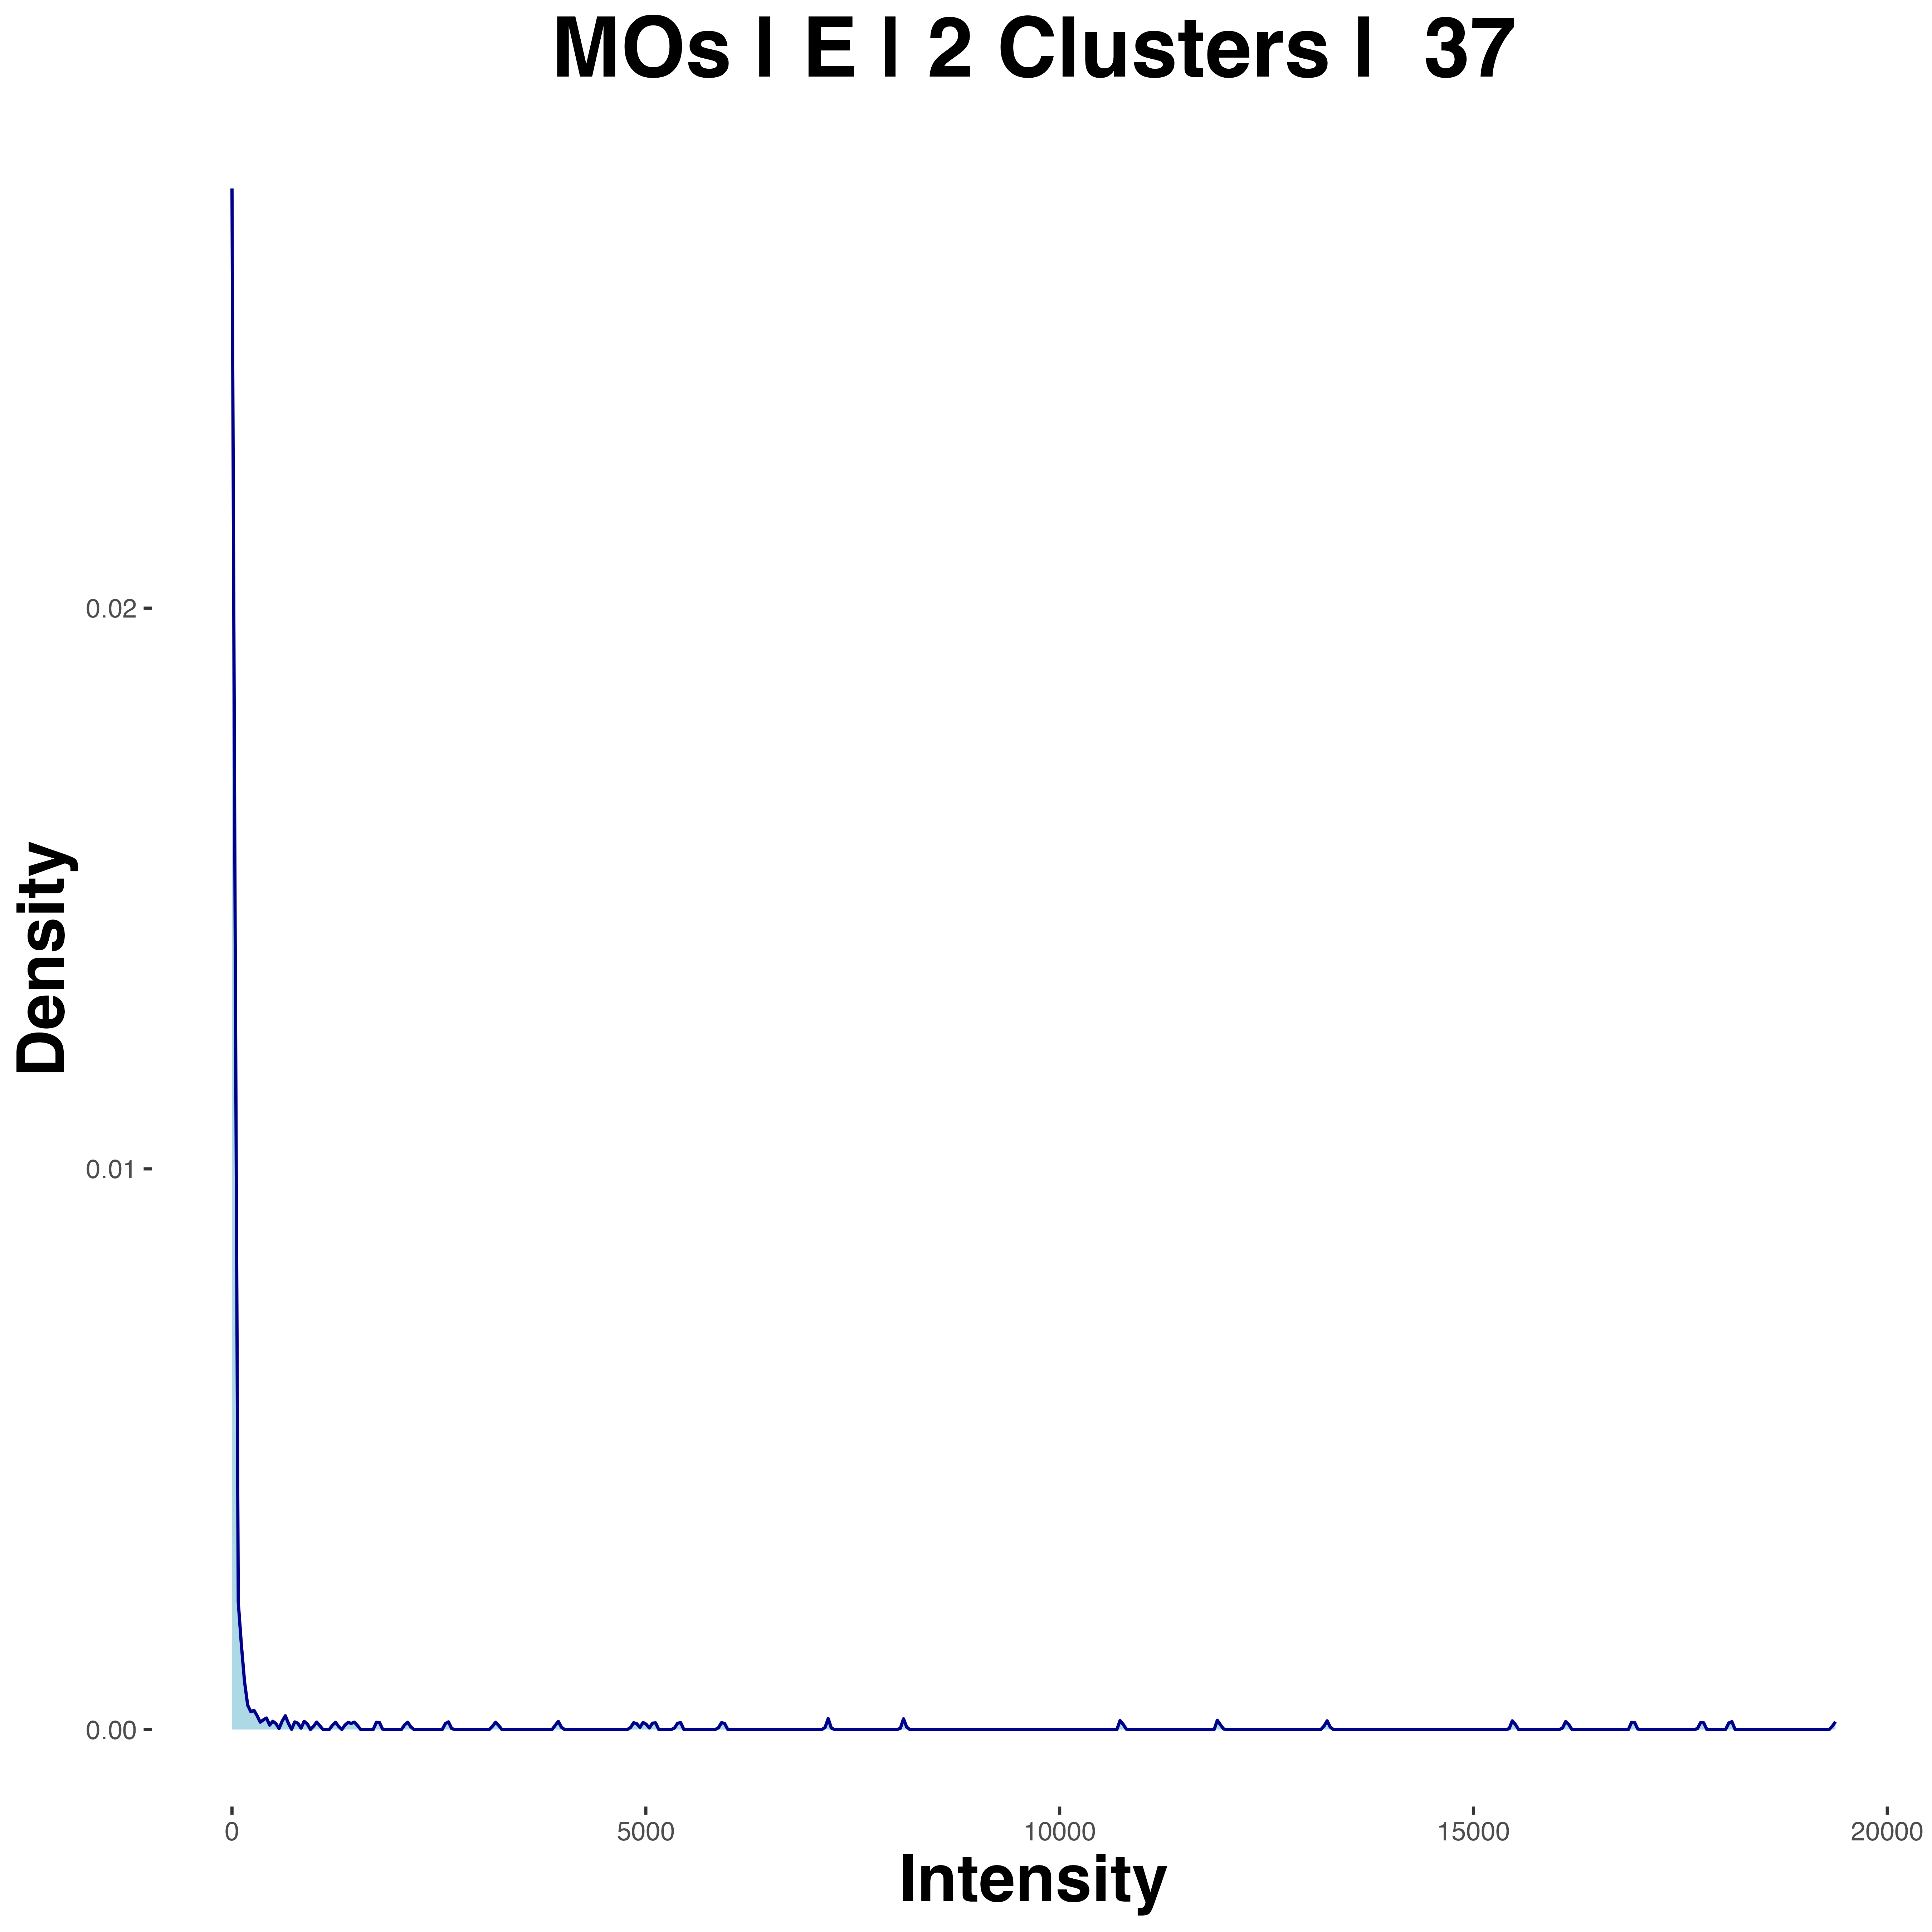 MOs | E | 2 Clusters |  37
Density
0.02
0.01
0.00
0 5000 10000 15000 20000
Intensity